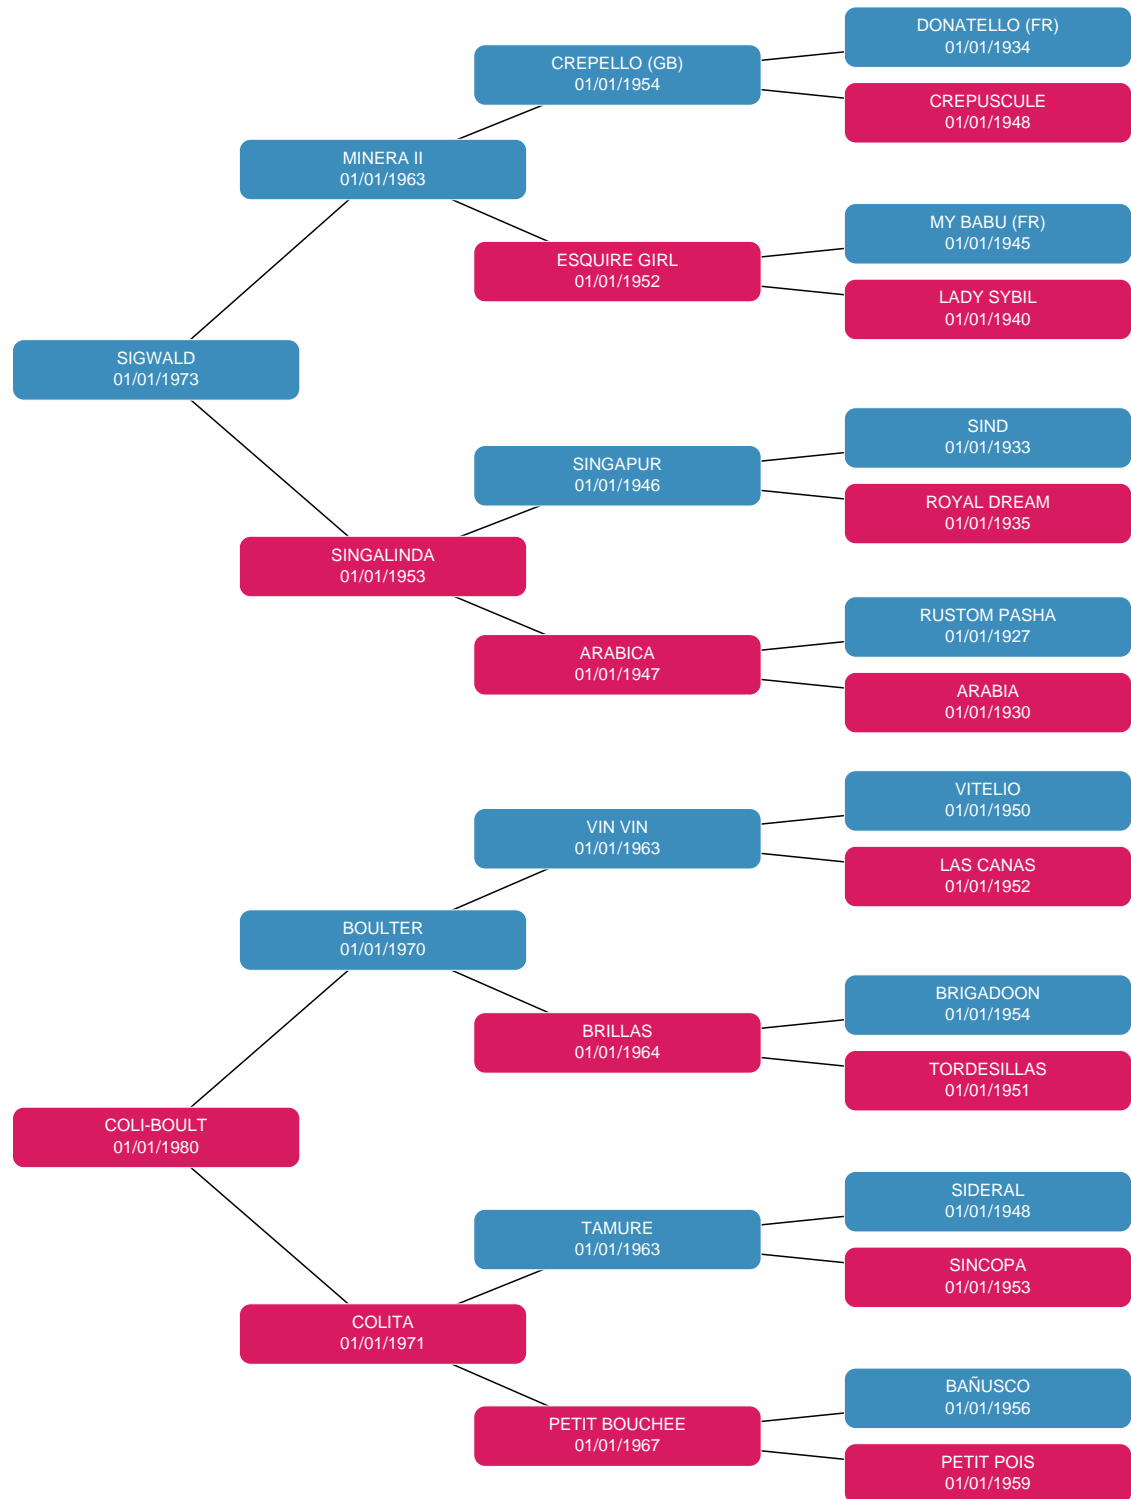 DONATELLO (FR)
01/01/1934
CREPELLO (GB)
01/01/1954
CREPUSCULE
01/01/1948
MINERA II
01/01/1963
MY BABU (FR)
01/01/1945
ESQUIRE GIRL
01/01/1952
LADY SYBIL
01/01/1940
SIGWALD
01/01/1973
SIND
01/01/1933
SINGAPUR
01/01/1946
ROYAL DREAM
01/01/1935
SINGALINDA
01/01/1953
RUSTOM PASHA
01/01/1927
ARABICA
01/01/1947
ARABIA
01/01/1930
VITELIO
01/01/1950
VIN VIN
01/01/1963
LAS CANAS
01/01/1952
BOULTER
01/01/1970
BRIGADOON
01/01/1954
BRILLAS
01/01/1964
TORDESILLAS
01/01/1951
COLI-BOULT
01/01/1980
SIDERAL
01/01/1948
TAMURE
01/01/1963
SINCOPA
01/01/1953
COLITA
01/01/1971
BAÑUSCO
01/01/1956
PETIT BOUCHEE
01/01/1967
PETIT POIS
01/01/1959